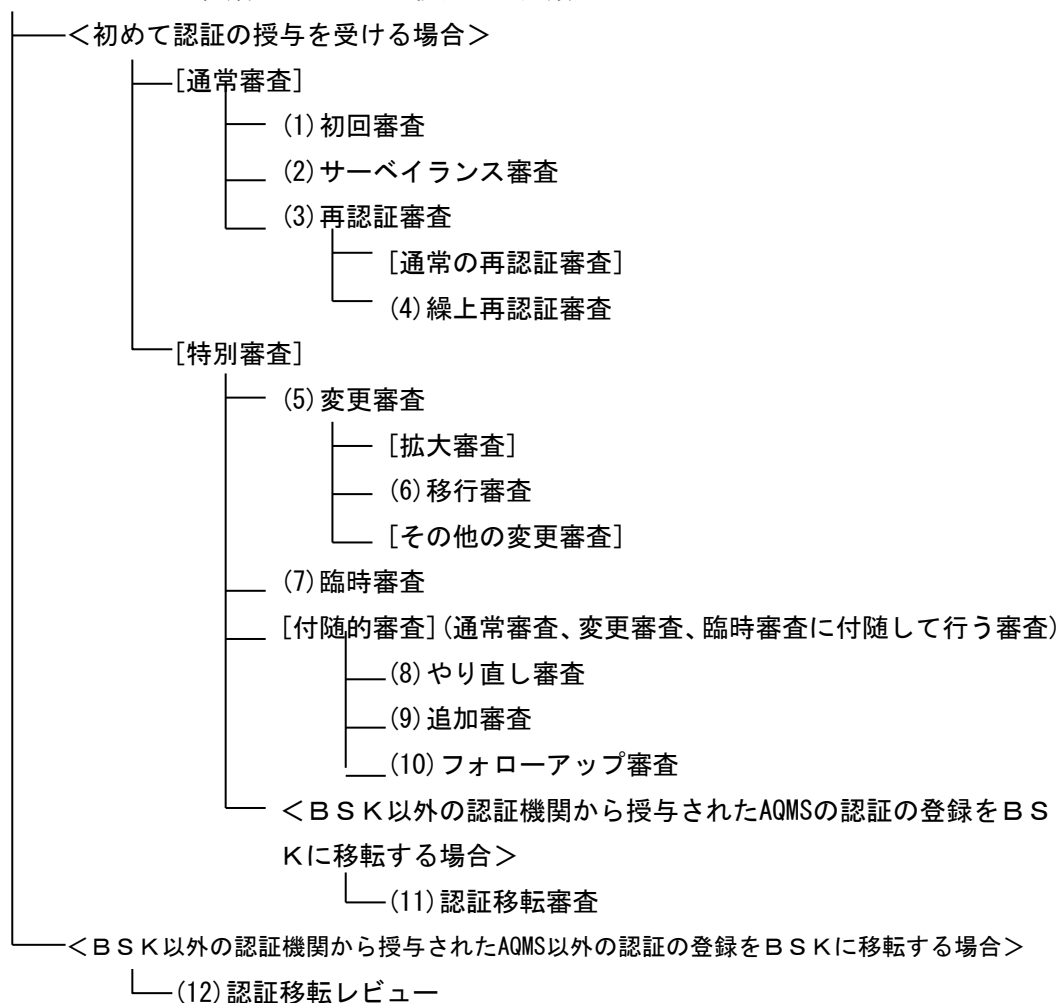 ＜初めて認証の授与を受ける場合＞
[通常審査]
(1)初回審査
(2)サーベイランス審査
(3)再認証審査
[通常の再認証審査]
(4)繰上再認証審査
[特別審査]
(5)変更審査
[拡大審査]
(6)移行審査
[その他の変更審査]
(7)臨時審査
[付随的審査](通常審査、変更審査、臨時審査に付随して行う審査)
(8)やり直し審査
(9)追加審査
(10)フォローアップ審査
＜ＢＳＫ以外の認証機関から授与されたAQMSの認証の登録をＢＳ
Ｋに移転する場合＞
(11)認証移転審査
＜ＢＳＫ以外の認証機関から授与されたAQMS以外の認証の登録をＢＳＫに移転する場合＞
(12)認証移転レビュー